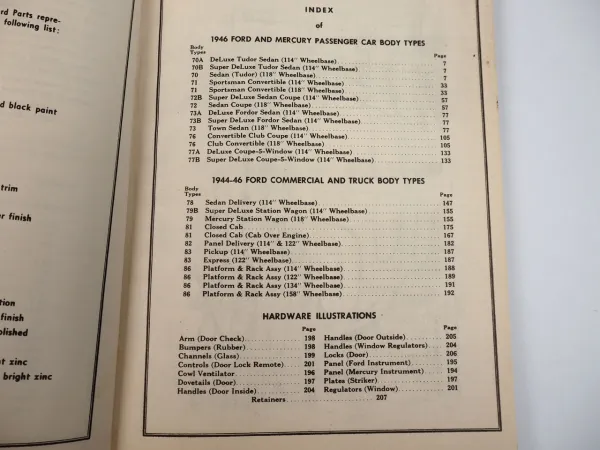 rd Parts repre-
following list:
d black paint
trim
r finish
tion
finish
olished
t zinc
bright zinc
INDEX
of
1946 FORD AND MERCURY PASSENGER CAR BODY TYPES
Body Types Page
70A DeLuxe Tudor Sedan (114" Wheelbase) 7
70B Super DeLuxe Tudor Sedan (114" Wheelbase) 7
70 Sedan (Tudor) (118" Wheelbase) 7
71 Sportsman Convertible (114" Wheelbase) 33
71 Sportsman Convertible (118" Wheelbase) 33
72B Super DeLuxe Sedan Coupe (114" Wheelbase) 57
72 Sedan Coupe (118" Wheelbase) 57
73A DeLuxe Fordor Sedan (114" Wheelbase) 77
73B Super DeLuxe Fordor Sedan (114" Wheelbase) 77
73 Town Sedan (118" Wheelbase) 77
76 Convertible Club Coupe (114" Wheelbase) 105
76 Club Convertible (118" Wheelbase) 105
77A DeLuxe Coupe-5-Window (114" Wheelbase) 133
77B Super DeLuxe Coupe-5-Window (114" Wheelbase) 133
1944-46 FORD COMMERCIAL AND TRUCK BODY TYPES
Body Types Page
78 Sedan Delivery (114" Wheelbase) 147
79B Super DeLuxe Station Wagon (114" Wheelbase) 155
79 Mercury Station Wagon (118" Wheelbase) 155
81 Closed Cab 175
81 Closed Cab (Cab Over Engine) 167
82 Panel Delivery (114" & 122" Wheelbase) 182
83 Pickup (114" Wheelbase) 187
83 Express (122" Wheelbase) 187
86 Platform & Rack Assy (114" Wheelbase) 188
86 Platform & Rack Assy (122" Wheelbase) 189
86 Platform & Rack Assy (134" Wheelbase) 191
86 Platform & Rack Assy (158" Wheelbase) 192
HARDWARE ILLUSTRATIONS
Page Page
Arm (Door Check) 198 Handles (Door Outside) 205
Bumpers (Rubber) 198 Handles (Window Regulators) 204
Channels (Glass) 199 Locks (Door) 206
Controls (Door Lock Remote) 201 Panel (Ford Instrument) 195
Cowl Ventilator 196 Panel (Mercury Instrument) 194
Dovetails (Door) 197 Plates (Striker) 197
Handles (Door Inside) 204 Regulators (Window) 201
Retainers 207